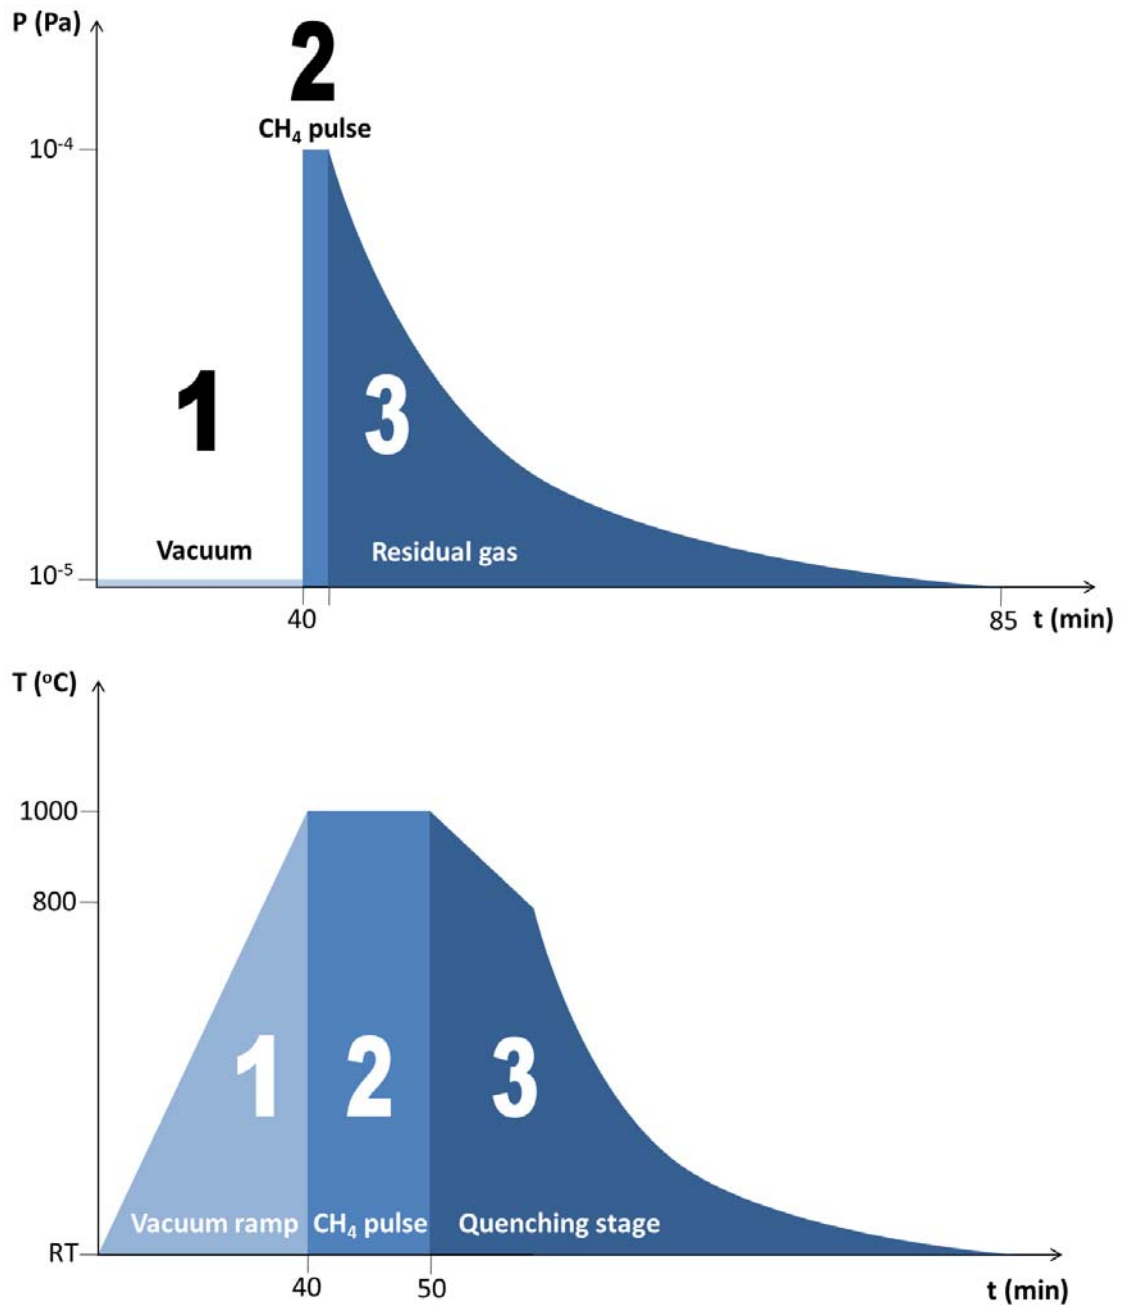 P (Pa)
2
CH₄ pulse
10⁻⁴
1
3
Vacuum
Residual gas
10⁻⁵
40
85
t (min)
T (ºC)
1000
800
1
2
3
Vacuum ramp
CH₄ pulse
Quenching stage
RT
40
50
t (min)